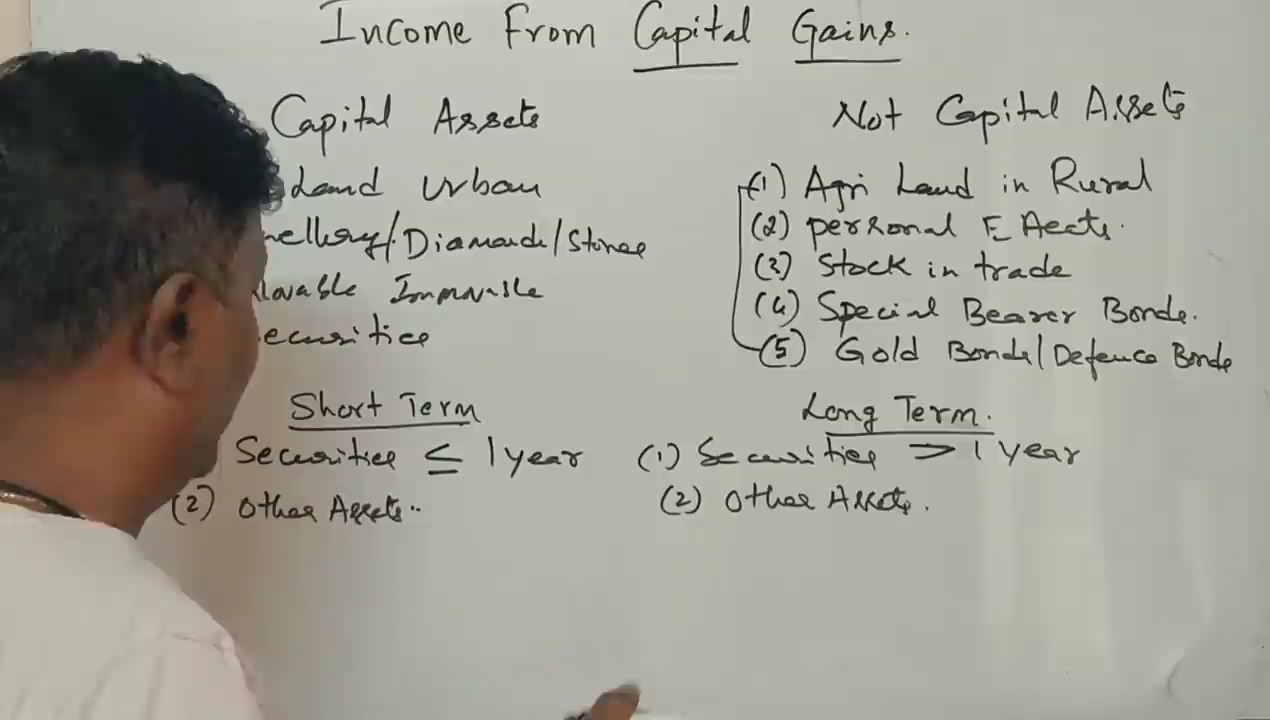 Income From Capital Gains.
Capital Assets
Land Urban
/Diamonds/Stones
Immovable
Short Term
Securities ≤ 1 year
(2) Other Assets..
Not Capital Assets
(1) Agri Land in Rural
(2) personal Effects.
(3) Stock in trade
(4) Special Bearer Bonds.
(5) Gold Bonds/Defence Bonds
Long Term.
(1) Securities > 1 year
(2) Other Assets.